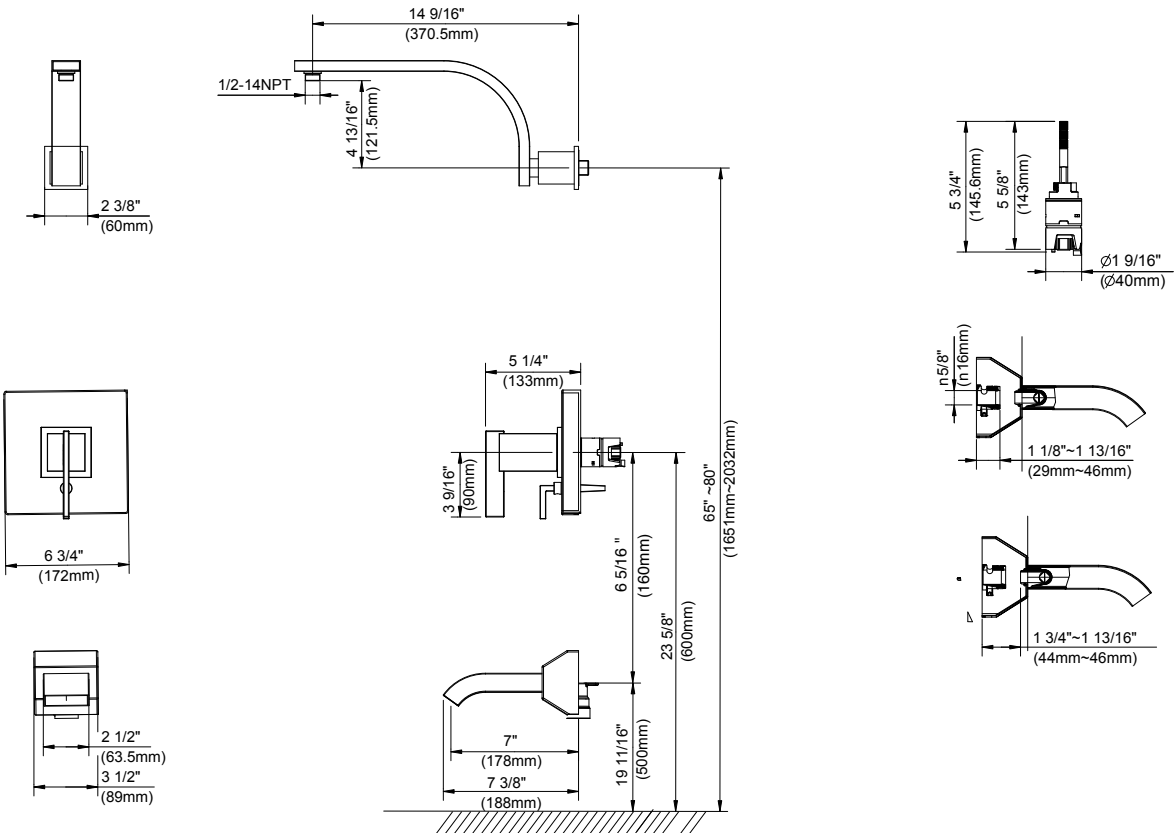 14 9/16"
(370.5mm)
1/2-14NPT
4 13/16"
(121.5mm)
2 3/8"
(60mm)
5 3/4"
(145.6mm)
5 5/8"
(143mm)
∅1 9/16"
(∅40mm)
5 1/4"
(133mm)
n5/8"
(n16mm)
3 9/16"
(90mm)
1 1/8"~1 13/16"
(29mm~46mm)
65" ~80"
(1651mm~2032mm)
6 3/4"
(172mm)
6 5/16 "
(160mm)
23 5/8"
(600mm)
1 3/4"~1 13/16"
(44mm~46mm)
2 1/2"
(63.5mm)
3 1/2"
(89mm)
7"
(178mm)
7 3/8"
(188mm)
19 11/16"
(500mm)